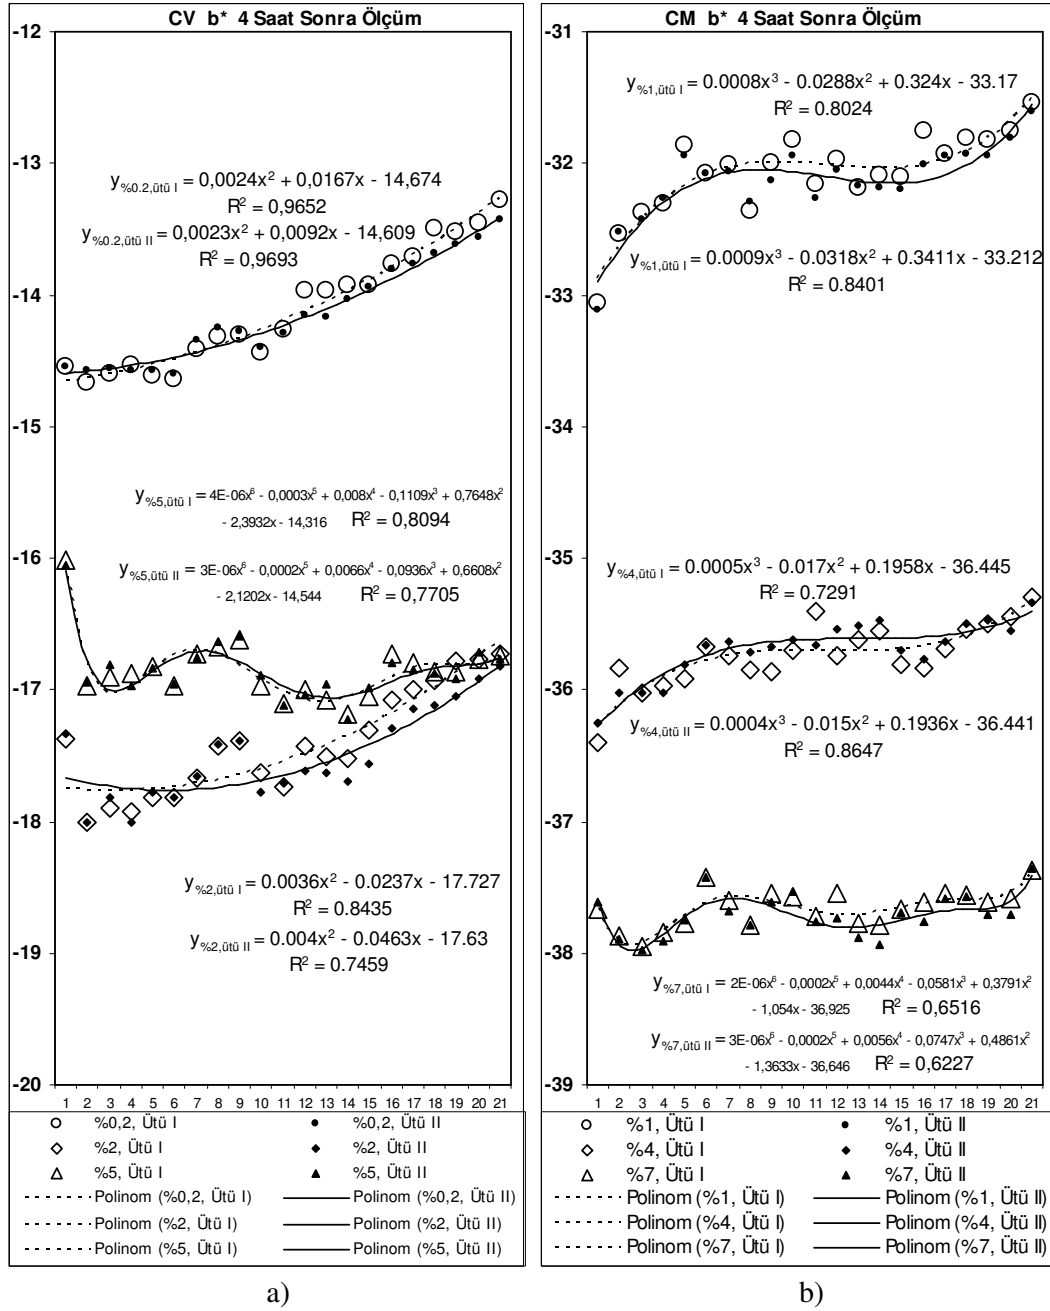 CV b* 4 Saat Sonra Ölçüm
-12
-13
-14
-15
-16
-17
-18
-19
-20
y%0.2,ütü I = 0,0024x² + 0,0167x - 14,674
R² = 0,9652
y%0.2,ütü II = 0,0023x² + 0,0092x - 14,609
R² = 0,9693
y%5,ütü I = 4E-06x⁶ - 0,0003x⁵ + 0,008x⁴ - 0,1109x³ + 0,7648x²
- 2,3932x - 14,316 R² = 0,8094
y%5,ütü II = 3E-06x⁶ - 0,0002x⁵ + 0,0066x⁴ - 0,0936x³ + 0,6608x²
- 2,1202x - 14,544 R² = 0,7705
y%2,ütü I = 0.0036x² - 0.0237x - 17.727
R² = 0.8435
y%2,ütü II = 0.004x² - 0.0463x - 17.63
R² = 0.7459
1 2 3 4 5 6 7 8 9 10 11 12 13 14 15 16 17 18 19 20 21
%0,2, Ütü I %0,2, Ütü II
%2, Ütü I %2, Ütü II
%5, Ütü I %5, Ütü II
Polinom (%0,2, Ütü I) Polinom (%0,2, Ütü II)
Polinom (%2, Ütü I) Polinom (%2, Ütü II)
Polinom (%5, Ütü I) Polinom (%5, Ütü II)
a)
CM b* 4 Saat Sonra Ölçüm
-31
-32
-33
-34
-35
-36
-37
-38
-39
y%1,ütü I = 0.0008x³ - 0.0288x² + 0.324x - 33.17
R² = 0.8024
y%1,ütü I = 0.0009x³ - 0.0318x² + 0.3411x - 33.212
R² = 0.8401
y%4,ütü I = 0.0005x³ - 0.017x² + 0.1958x - 36.445
R² = 0.7291
y%4,ütü II = 0.0004x³ - 0.015x² + 0.1936x - 36.441
R² = 0.8647
y%7,ütü I = 2E-06x⁶ - 0,0002x⁵ + 0,0044x⁴ - 0,0581x³ + 0,3791x²
- 1,054x - 36,925 R² = 0,6516
y%7,ütü II = 3E-06x⁶ - 0,0002x⁵ + 0,0056x⁴ - 0,0747x³ + 0,4861x²
- 1,3633x - 36,646 R² = 0,6227
1 2 3 4 5 6 7 8 9 10 11 12 13 14 15 16 17 18 19 20 21
%1, Ütü I %1, Ütü II
%4, Ütü I %4, Ütü II
%7, Ütü I %7, Ütü II
Polinom (%1, Ütü I) Polinom (%1, Ütü II)
Polinom (%4, Ütü I) Polinom (%4, Ütü II)
Polinom (%7, Ütü I) Polinom (%7, Ütü II)
b)